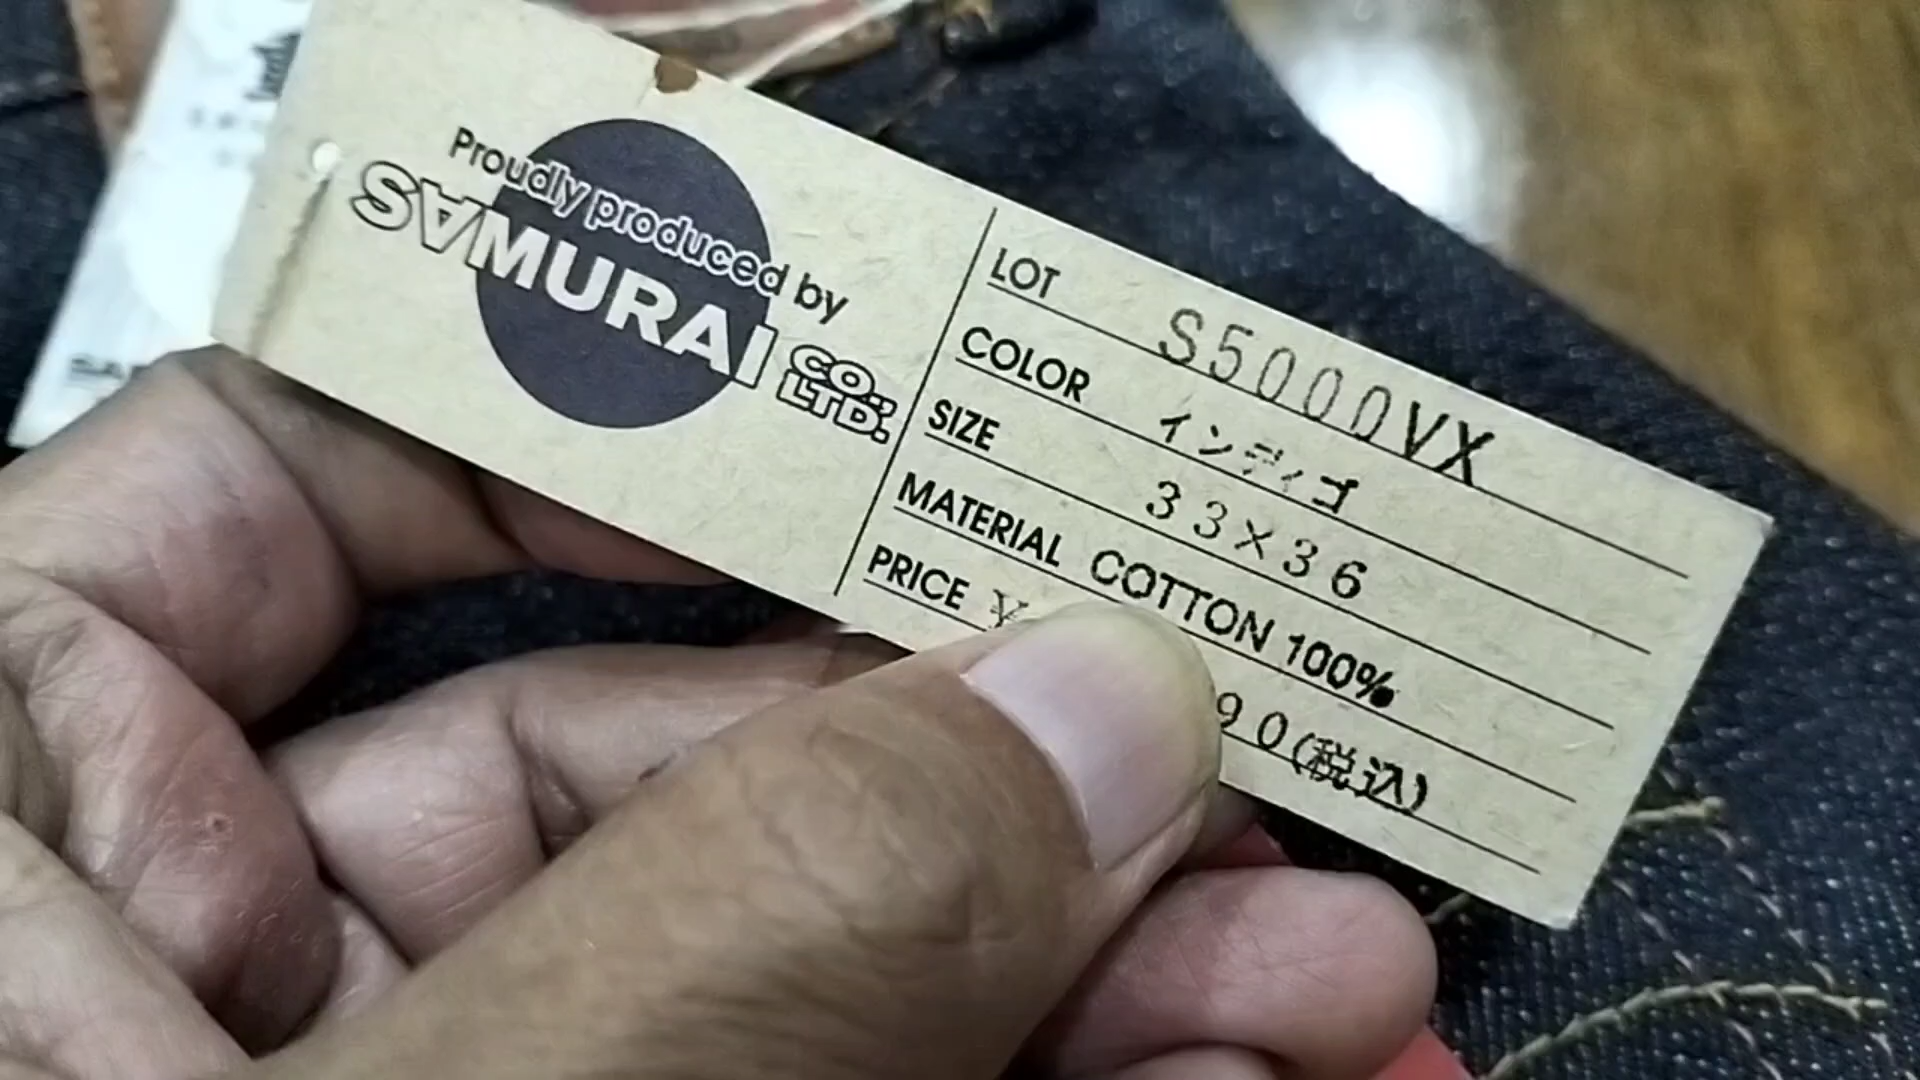 Proudly produced by
SAMURAI CO., LTD.
LOT S5000VX
COLOR インディゴ
SIZE 33×36
MATERIAL COTTON 100%
PRICE ¥ 90(税込)